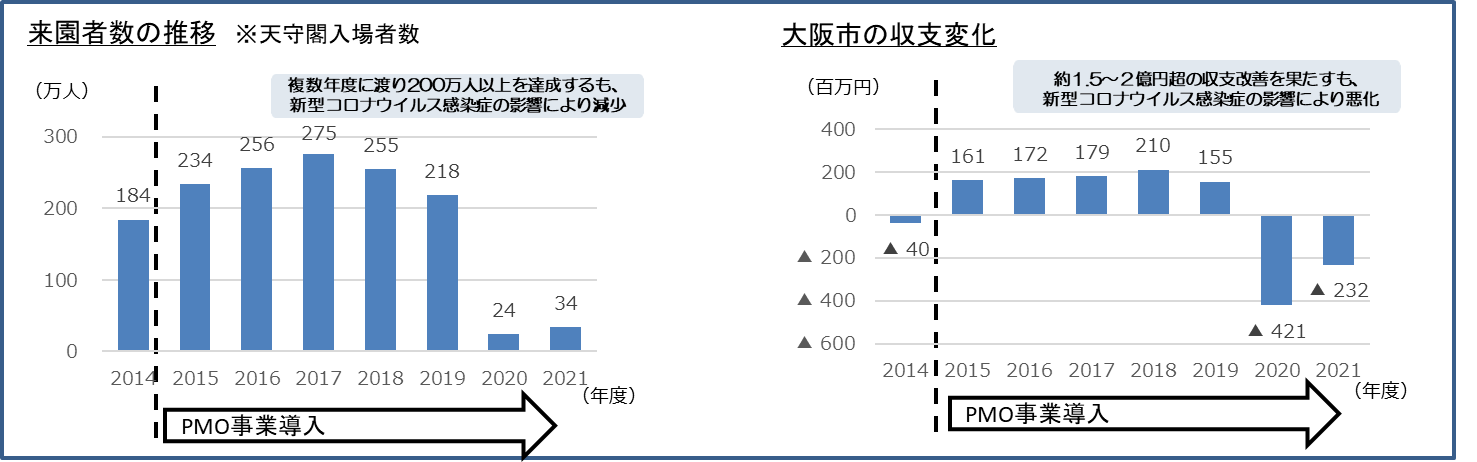 来園者数の推移 ※天守閣入場者数
（万人）
複数年度に渡り200万人以上を達成するも、
新型コロナウイルス感染症の影響により減少
300
200
100
0
184
234
256
275
255
218
24
34
2014 2015 2016 2017 2018 2019 2020 2021
（年度）
PMO事業導入
大阪市の収支変化
（百万円）
約1.5～2億円超の収支改善を果たすも、
新型コロナウイルス感染症の影響により悪化
400
200
0
▲ 200
▲ 400
▲ 600
▲ 40
161
172
179
210
155
▲ 421
▲ 232
2014 2015 2016 2017 2018 2019 2020 2021
（年度）
PMO事業導入